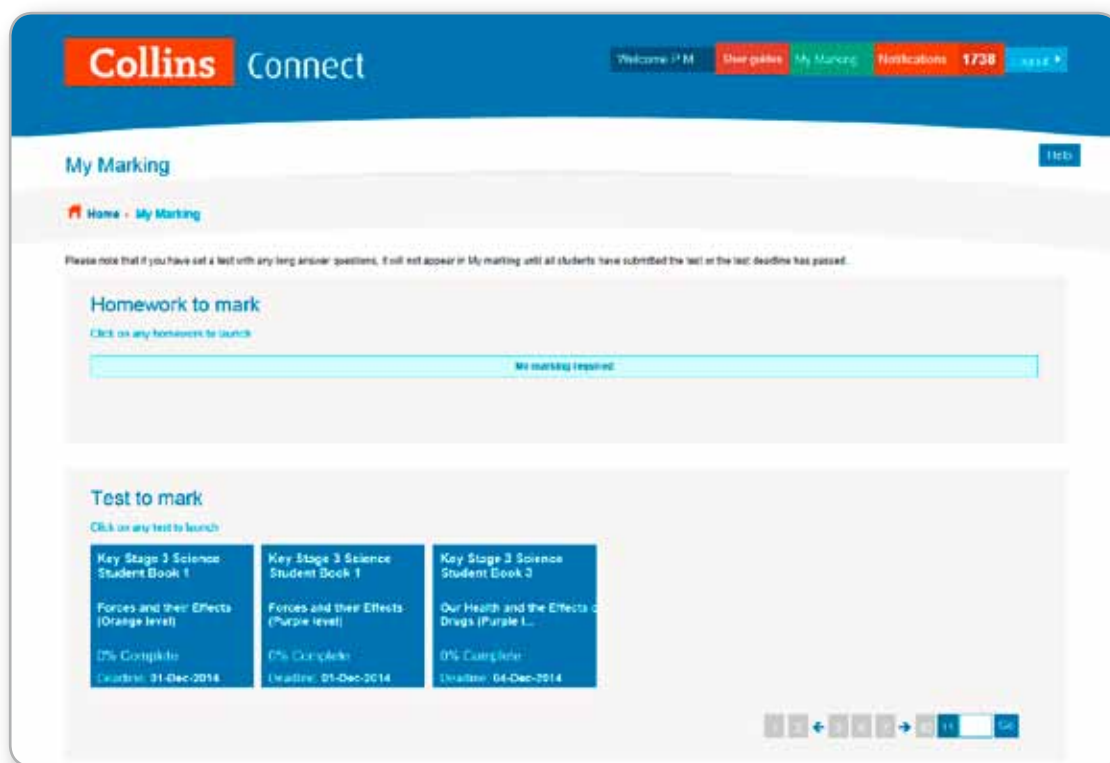 Collins Connect
Welcome P M User guides My Marking Notifications 1738 Logout
Help
My Marking
Home My Marking
Please note that if you have set a test with any long answer questions, it will not appear in My marking until all students have submitted the test or the test deadline has passed.
Homework to mark
Click on any homework to launch
No marking required
Test to mark
Click on any test to launch
Key Stage 3 Science
Student Book 1
Forces and their Effects
(Orange level)
0% Complete
Deadline: 31-Dec-2014
Key Stage 3 Science
Student Book 1
Forces and their Effects
(Purple level)
0% Complete
Deadline: 01-Dec-2014
Key Stage 3 Science
Student Book 3
Our Health and the Effects o
Drugs (Purple l...
0% Complete
Deadline: 04-Dec-2014
1 2 11 Go